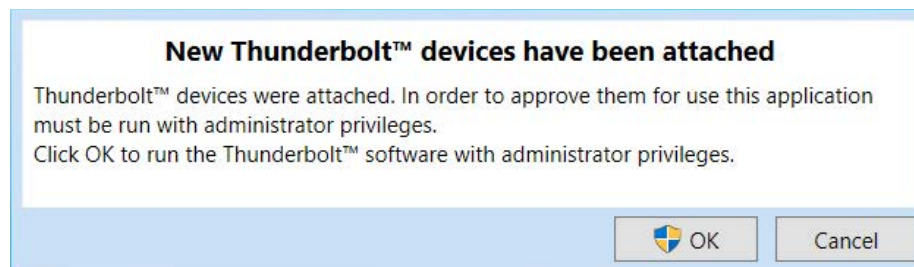 New Thunderbolt™ devices have been attached
Thunderbolt™ devices were attached. In order to approve them for use this application
must be run with administrator privileges.
Click OK to run the Thunderbolt™ software with administrator privileges.
OK Cancel